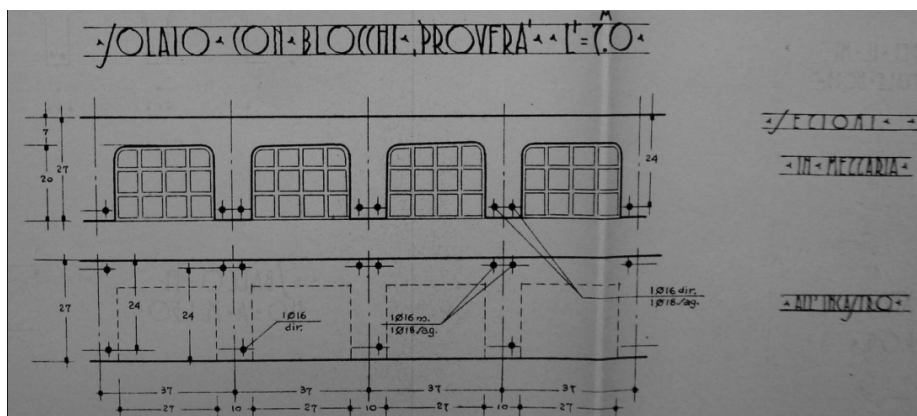 SOLAIO CON BLOCCHI "PROVERA" L'= 7.0 M
SEZIONI
IN MEZZARIA
7
20
27
24
27
24
24
1Ø16
dir.
1Ø16 m.
1Ø18/ag.
1Ø16 dir.
1Ø18/ag.
ALL' INCASTRO
37 37 37 37
27 10 27 10 27 10 27